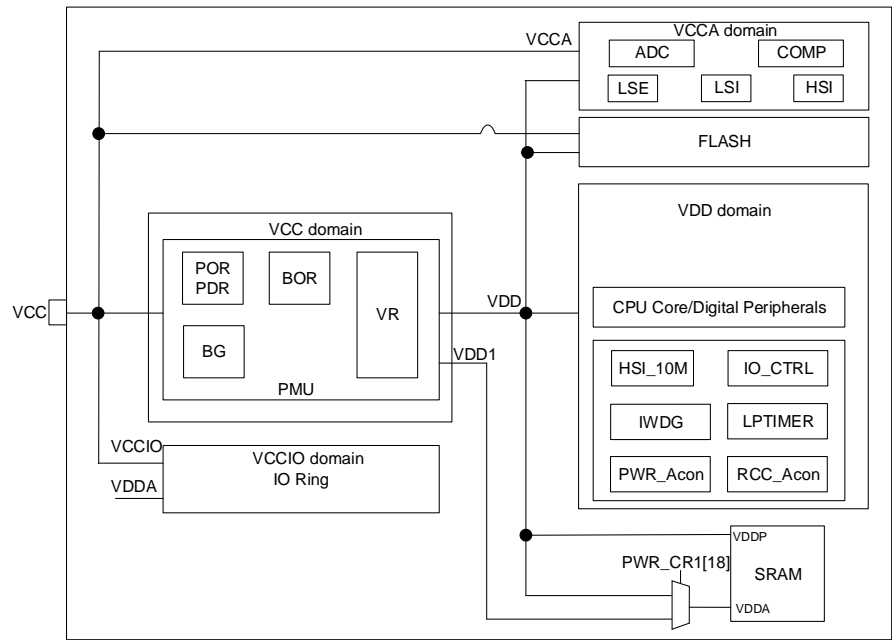 VCCA domain
VCCA
ADC
COMP
LSE
LSI
HSI
FLASH
VDD domain
VCC domain
POR
PDR
BOR
VR
VDD
VCC
CPU Core/Digital Peripherals
BG
VDD1
PMU
HSI_10M
IO_CTRL
IWDG
LPTIMER
VCCIO
VCCIO domain
IO Ring
VDDA
PWR_Acon
RCC_Acon
VDDP
PWR_CR1[18]
SRAM
VDDA